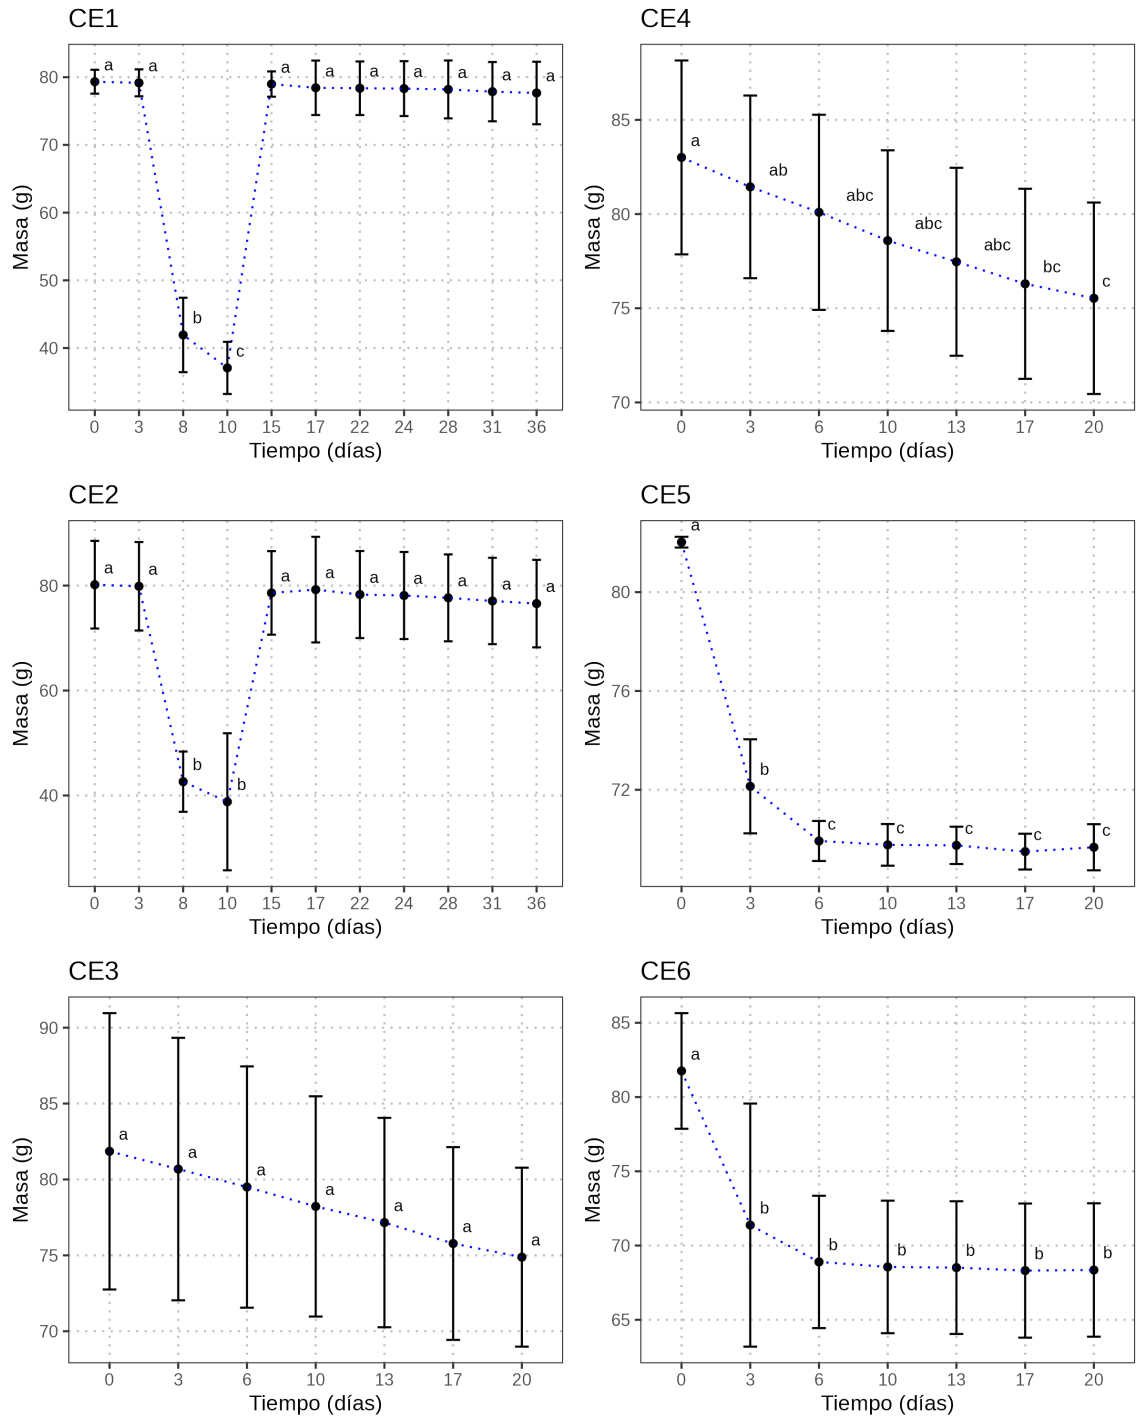 CE1
Masa (g)
80
70
60
50
40
a a b c a a a a a a a
0 3 8 10 15 17 22 24 28 31 36
Tiempo (días)
CE4
Masa (g)
85
80
75
70
a ab abc abc abc bc c
0 3 6 10 13 17 20
Tiempo (días)
CE2
Masa (g)
80
60
40
a a b b a a a a a a a
0 3 8 10 15 17 22 24 28 31 36
Tiempo (días)
CE5
Masa (g)
80
76
72
a b c c c c c
0 3 6 10 13 17 20
Tiempo (días)
CE3
Masa (g)
90
85
80
75
70
a a a a a a a
0 3 6 10 13 17 20
Tiempo (días)
CE6
Masa (g)
85
80
75
70
65
a b b b b b b
0 3 6 10 13 17 20
Tiempo (días)